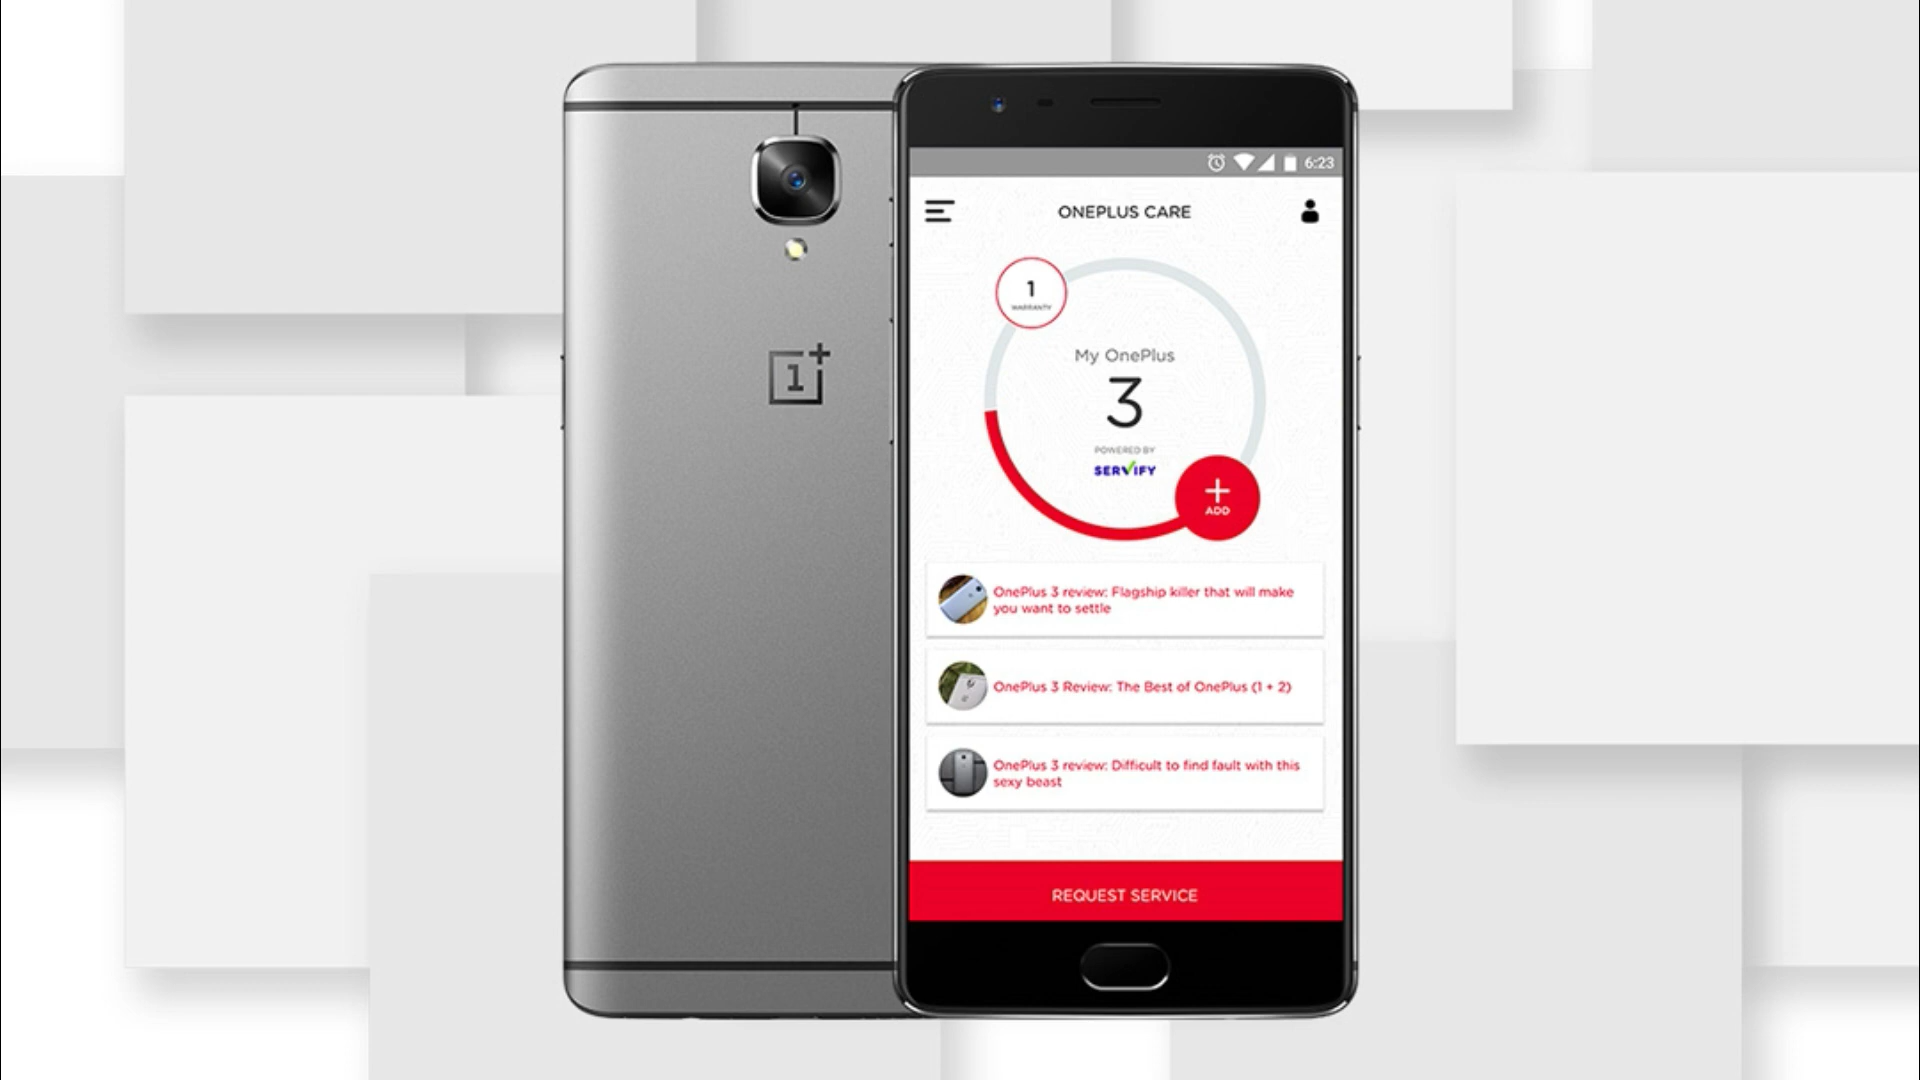 6:23
ONEPLUS CARE
1
WARRANTY
My OnePlus
3
POWERED BY
SERVIFY
+
ADD
1+
OnePlus 3 review: Flagship killer that will make
you want to settle
OnePlus 3 Review: The Best of OnePlus (1 + 2)
OnePlus 3 review: Difficult to find fault with this
sexy beast
REQUEST SERVICE